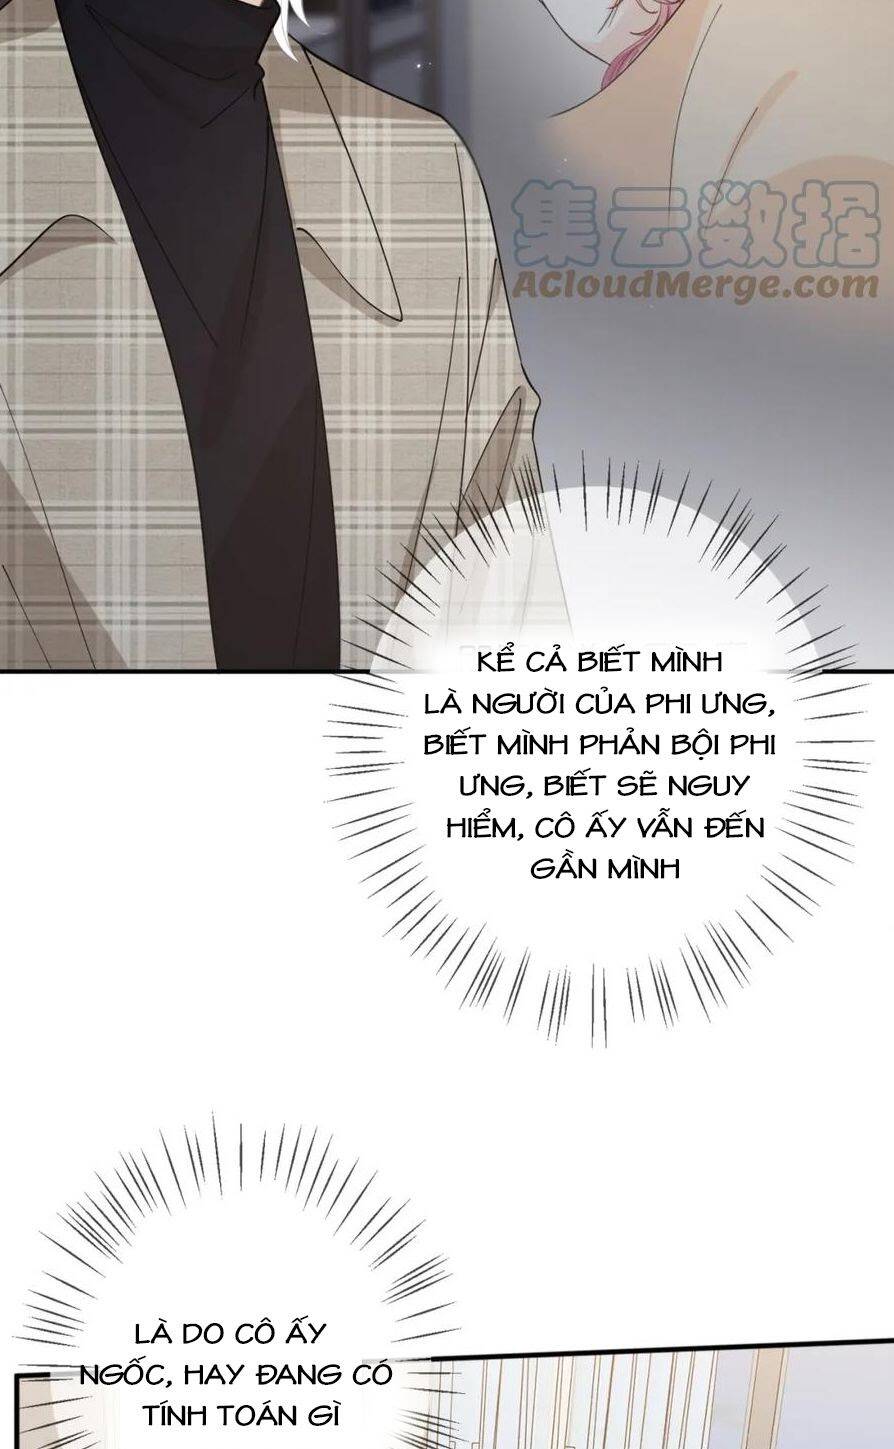 集云数据
ACloudMerge.com
KỂ CẢ BIẾT MÌNH
LÀ NGƯỜI CỦA PHI ƯNG,
BIẾT MÌNH PHẢN BỘI PHI
ƯNG, BIẾT SẼ NGUY
HIỂM, CÔ ẤY VẪN ĐẾN
GẦN MÌNH
LÀ DO CÔ ẤY
NGỐC, HAY ĐANG CÓ
TÍNH TOÁN GÌ